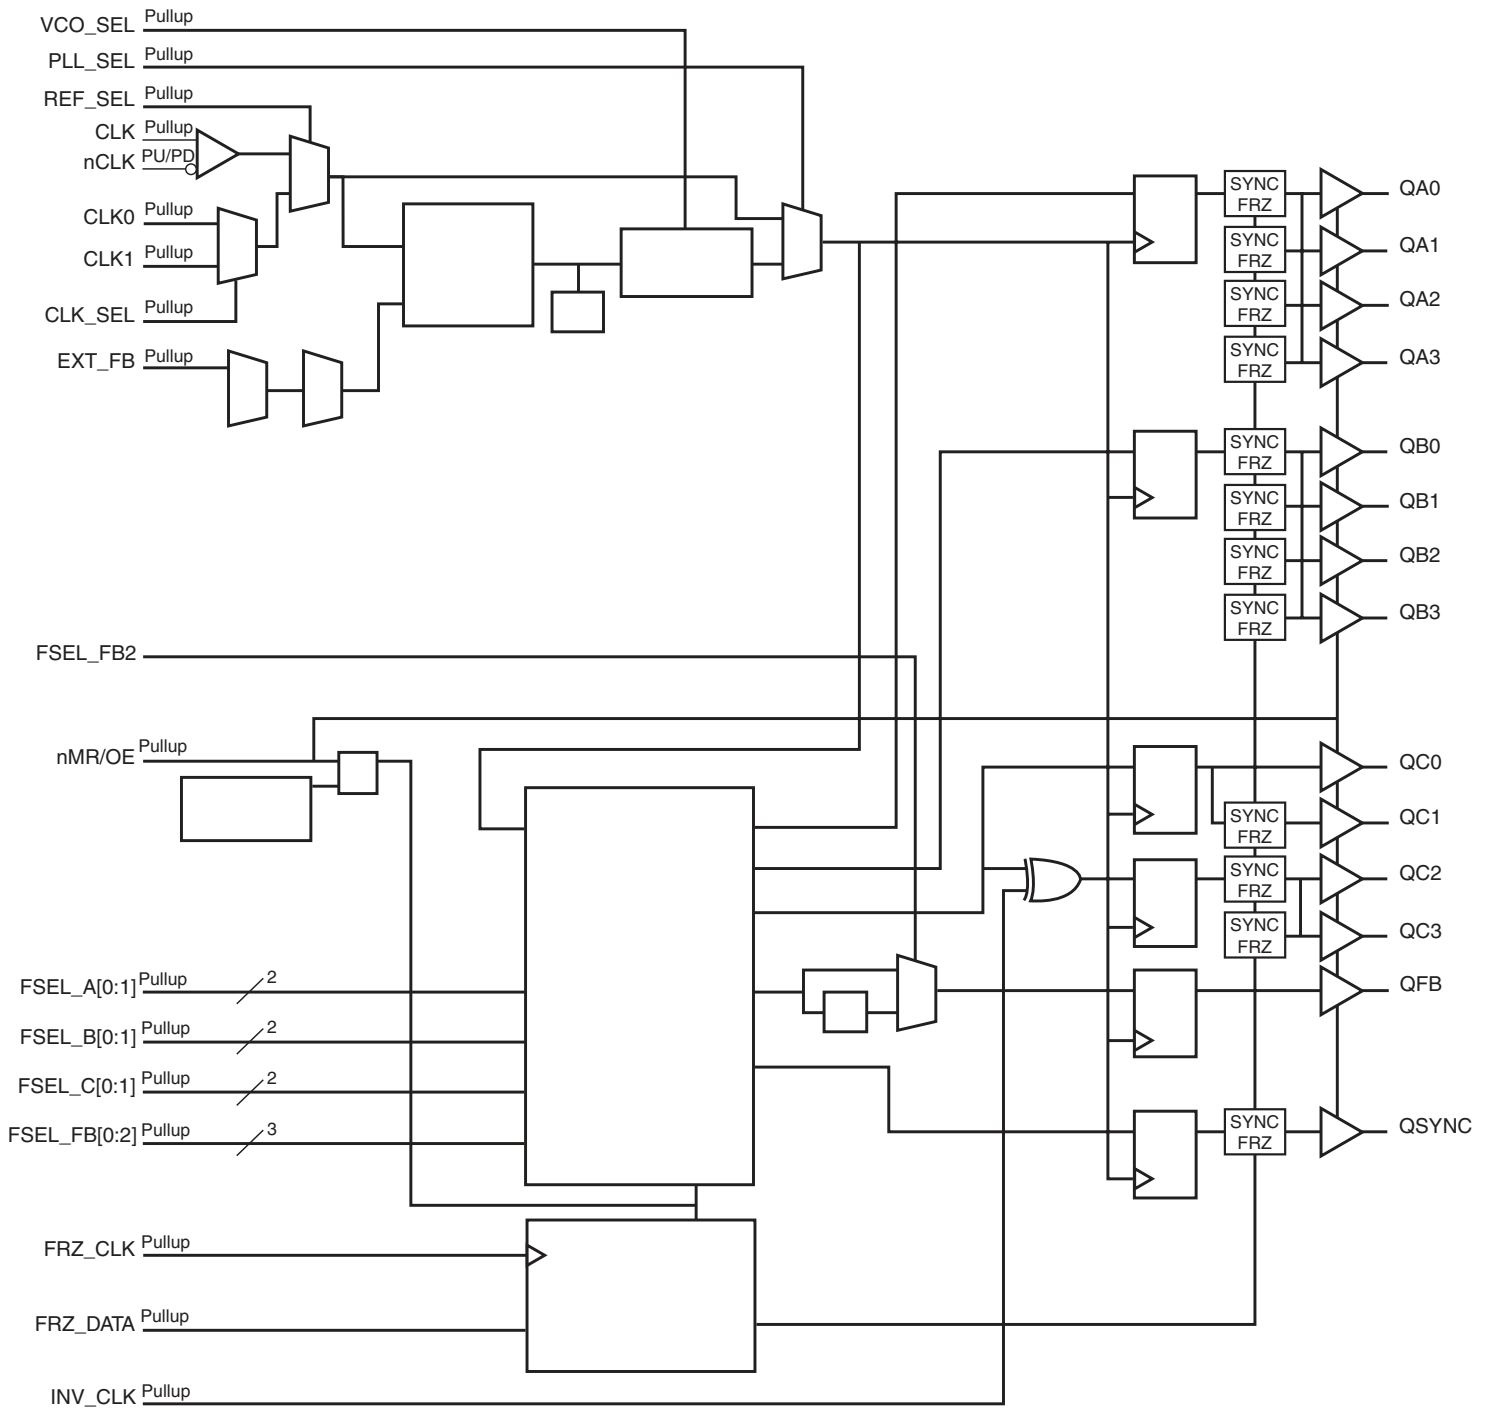 VCO_SEL Pullup
PLL_SEL Pullup
REF_SEL Pullup
CLK Pullup
nCLK PU/PD
CLK0 Pullup
CLK1 Pullup
CLK_SEL Pullup
EXT_FB Pullup
SYNC
FRZ
QA0
SYNC
FRZ
QA1
SYNC
FRZ
QA2
SYNC
FRZ
QA3
SYNC
FRZ
QB0
SYNC
FRZ
QB1
SYNC
FRZ
QB2
SYNC
FRZ
QB3
FSEL_FB2
nMR/OE Pullup
QC0
SYNC
FRZ
QC1
SYNC
FRZ
QC2
SYNC
FRZ
QC3
QFB
FSEL_A[0:1] Pullup 2
FSEL_B[0:1] Pullup 2
FSEL_C[0:1] Pullup 2
FSEL_FB[0:2] Pullup 3
SYNC
FRZ
QSYNC
FRZ_CLK Pullup
FRZ_DATA Pullup
INV_CLK Pullup